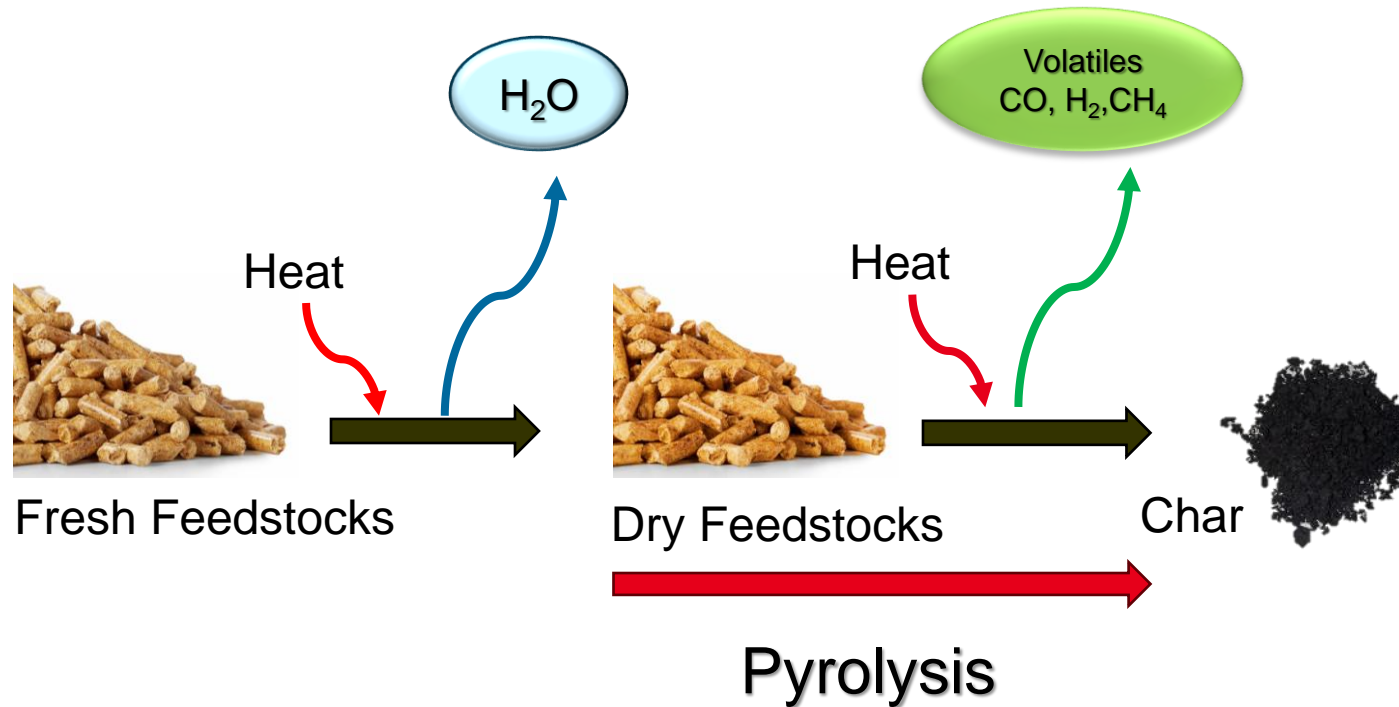 H₂O
Volatiles
CO, H₂,CH₄
Heat
Heat
Fresh Feedstocks
Dry Feedstocks
Char
Pyrolysis